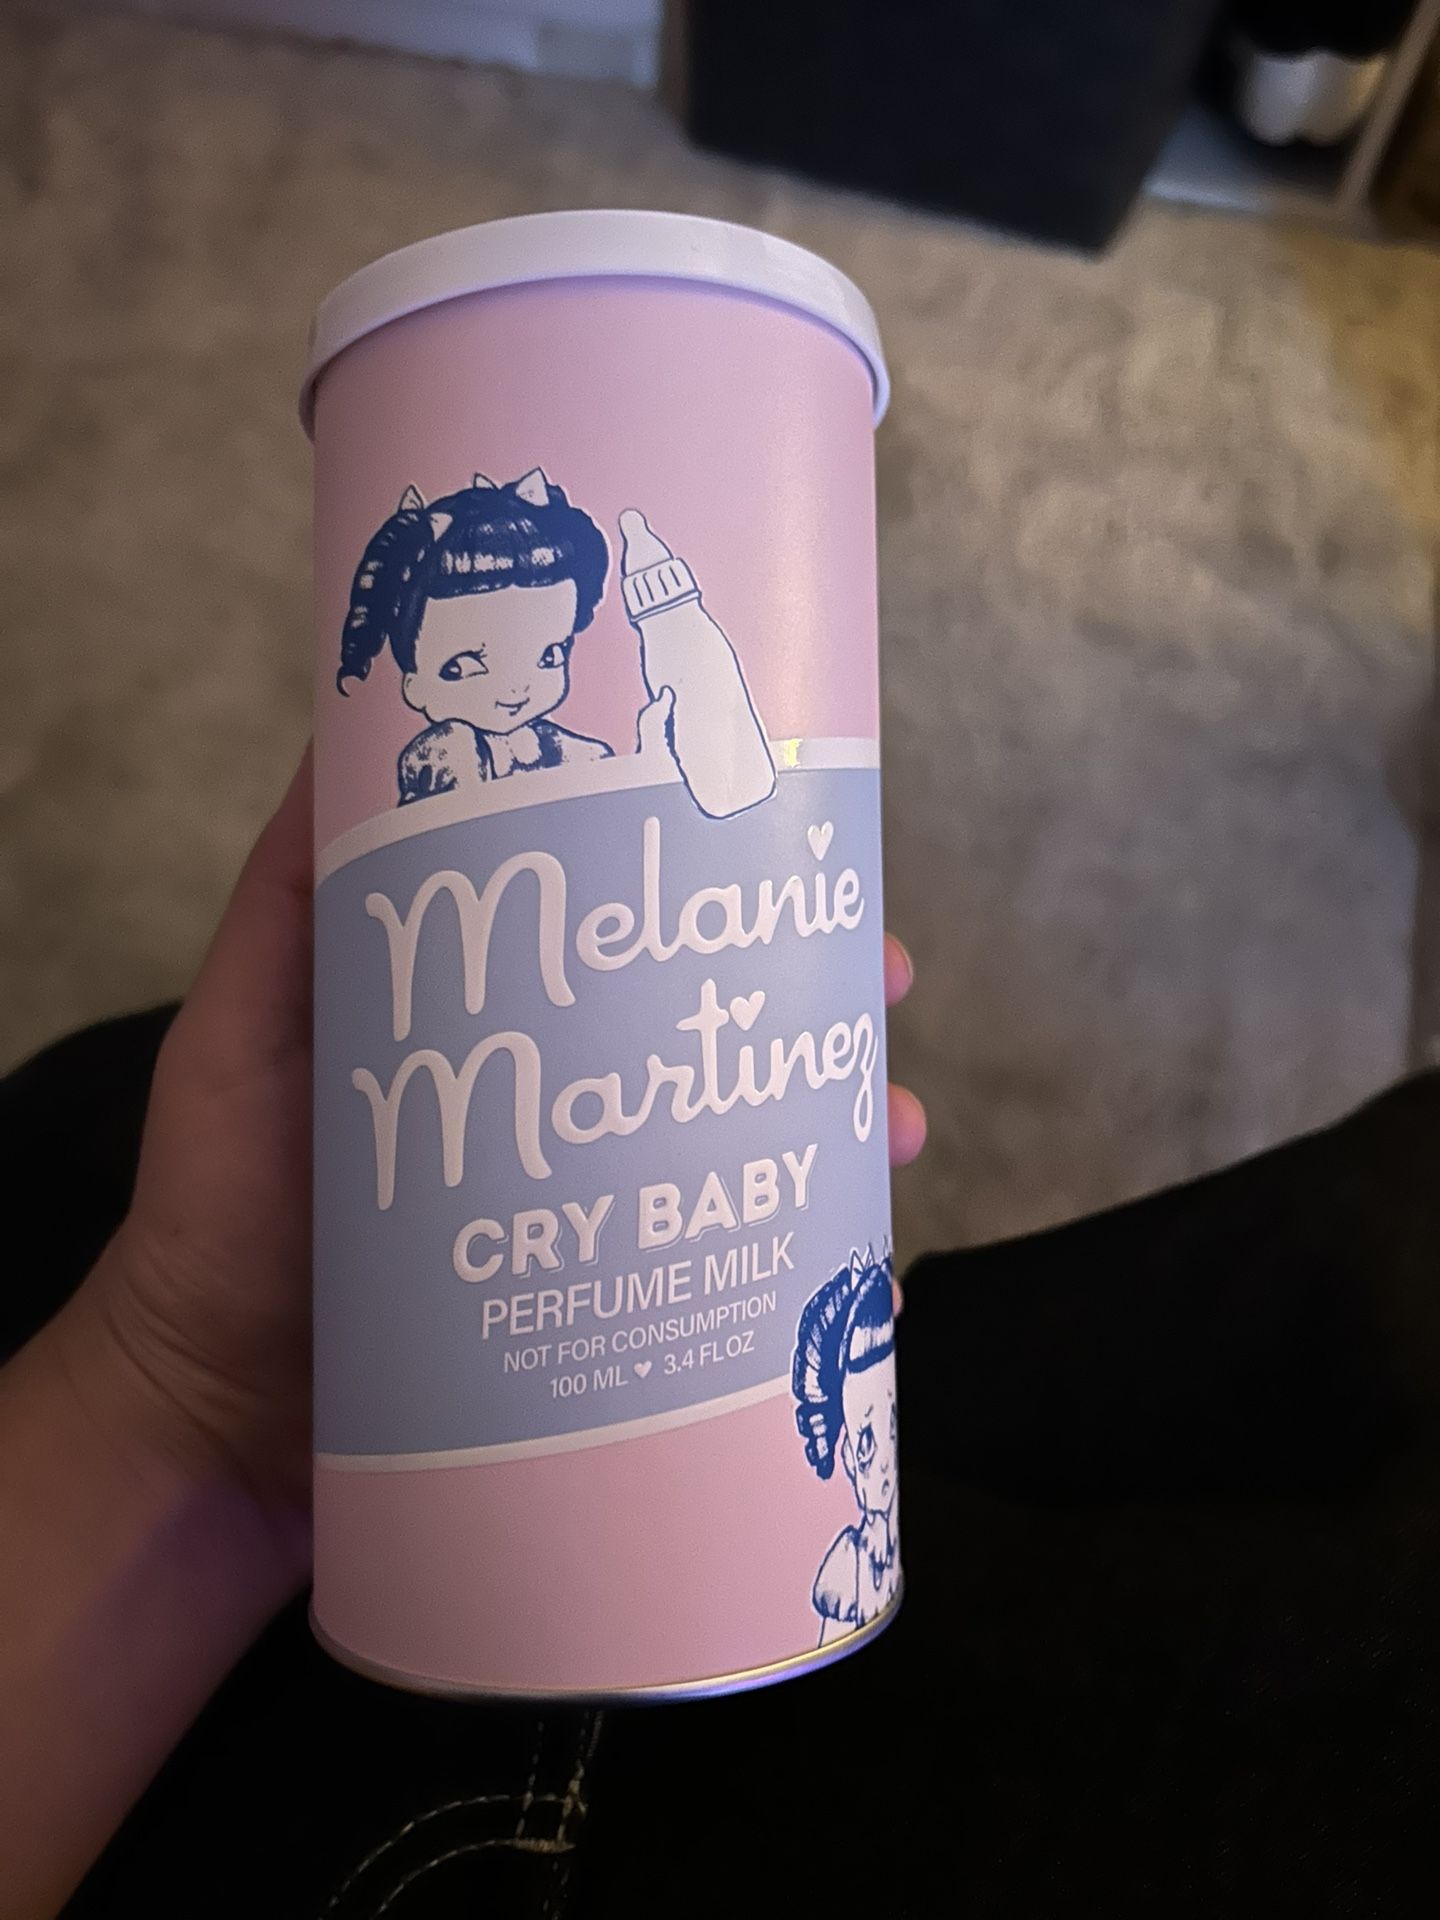 Melanie
Martinez
CRY BABY
PERFUME MILK
NOT FOR CONSUMPTION
100 ML ♥ 3.4 FL OZ